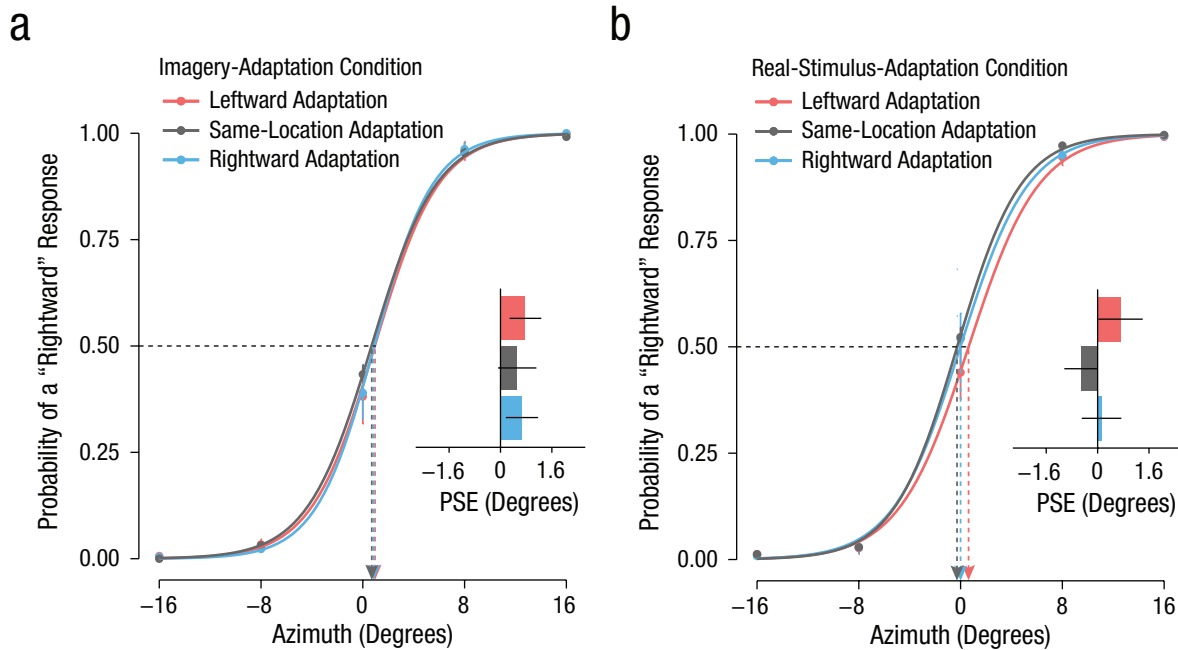 a
Imagery-Adaptation Condition
Leftward Adaptation
Same-Location Adaptation
Rightward Adaptation
Probability of a “Rightward” Response
1.00
0.75
0.50
0.25
0.00
−16
−8
0
8
16
Azimuth (Degrees)
−1.6
0
1.6
PSE (Degrees)
b
Real-Stimulus-Adaptation Condition
Leftward Adaptation
Same-Location Adaptation
Rightward Adaptation
Probability of a “Rightward” Response
1.00
0.75
0.50
0.25
0.00
−16
−8
0
8
16
Azimuth (Degrees)
−1.6
0
1.6
PSE (Degrees)